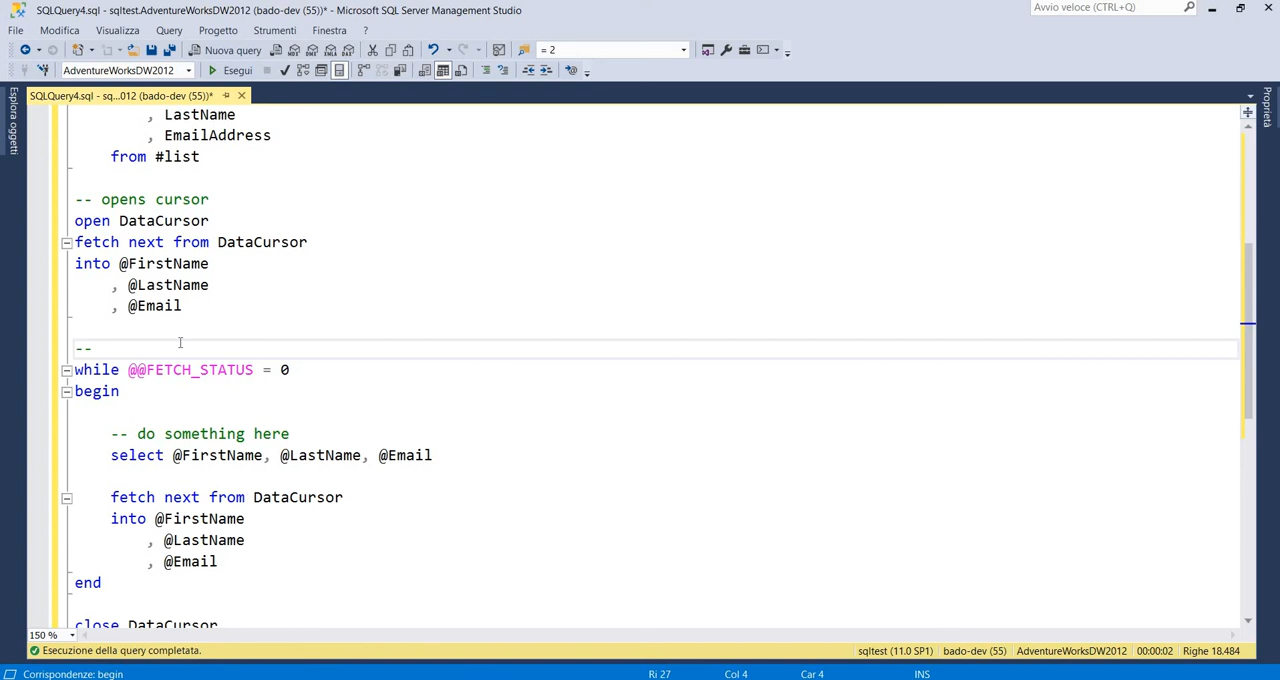 SQLQuery4.sql - sqltest.AdventureWorksDW2012 (bado-dev (55))* - Microsoft SQL Server Management Studio
Avvio veloce (CTRL+Q)
File Modifica Visualizza Query Progetto Strumenti Finestra ?
Nuova query = 2
AdventureWorksDW2012 Esegui
SQLQuery4.sql - sq...012 (bado-dev (55))*
Esplora oggetti
Proprietà
, LastName
, EmailAddress
from #list
-- opens cursor
open DataCursor
fetch next from DataCursor
into @FirstName
, @LastName
, @Email
--
while @@FETCH_STATUS = 0
begin
-- do something here
select @FirstName, @LastName, @Email
fetch next from DataCursor
into @FirstName
, @LastName
, @Email
end
close DataCursor
150 %
Esecuzione della query completata. sqltest (11.0 SP1) bado-dev (55) AdventureWorksDW2012 00:00:02 Righe 18.484
Corrispondenze: begin Ri 27 Col 4 Car 4 INS